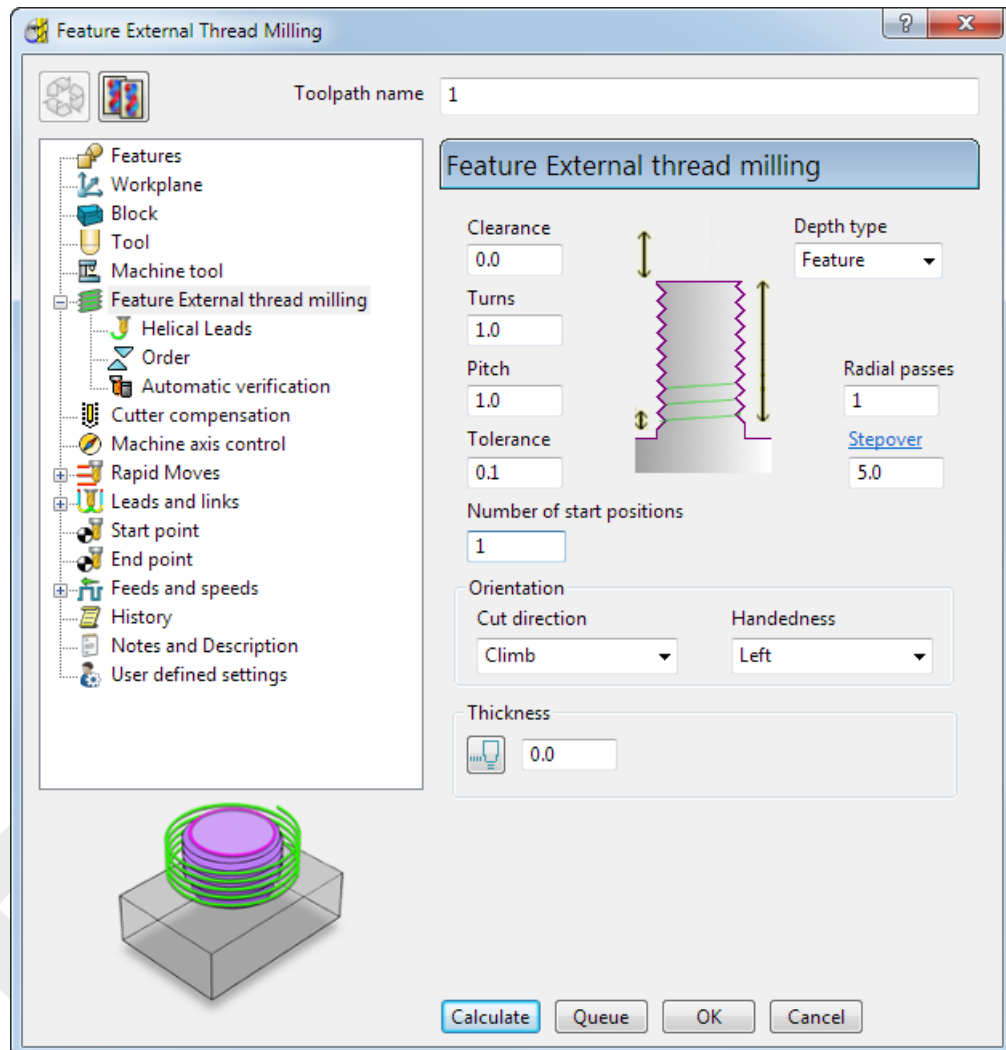 Feature External Thread Milling
?
X
Toolpath name
1
Features
Workplane
Block
Tool
Machine tool
Feature External thread milling
Helical Leads
Order
Automatic verification
Cutter compensation
Machine axis control
Rapid Moves
Leads and links
Start point
End point
Feeds and speeds
History
Notes and Description
User defined settings
Feature External thread milling
Clearance
0.0
Depth type
Feature
Turns
1.0
Pitch
1.0
Radial passes
1
Tolerance
0.1
Stepover
5.0
Number of start positions
1
Orientation
Cut direction
Climb
Handedness
Left
Thickness
0.0
Calculate
Queue
OK
Cancel